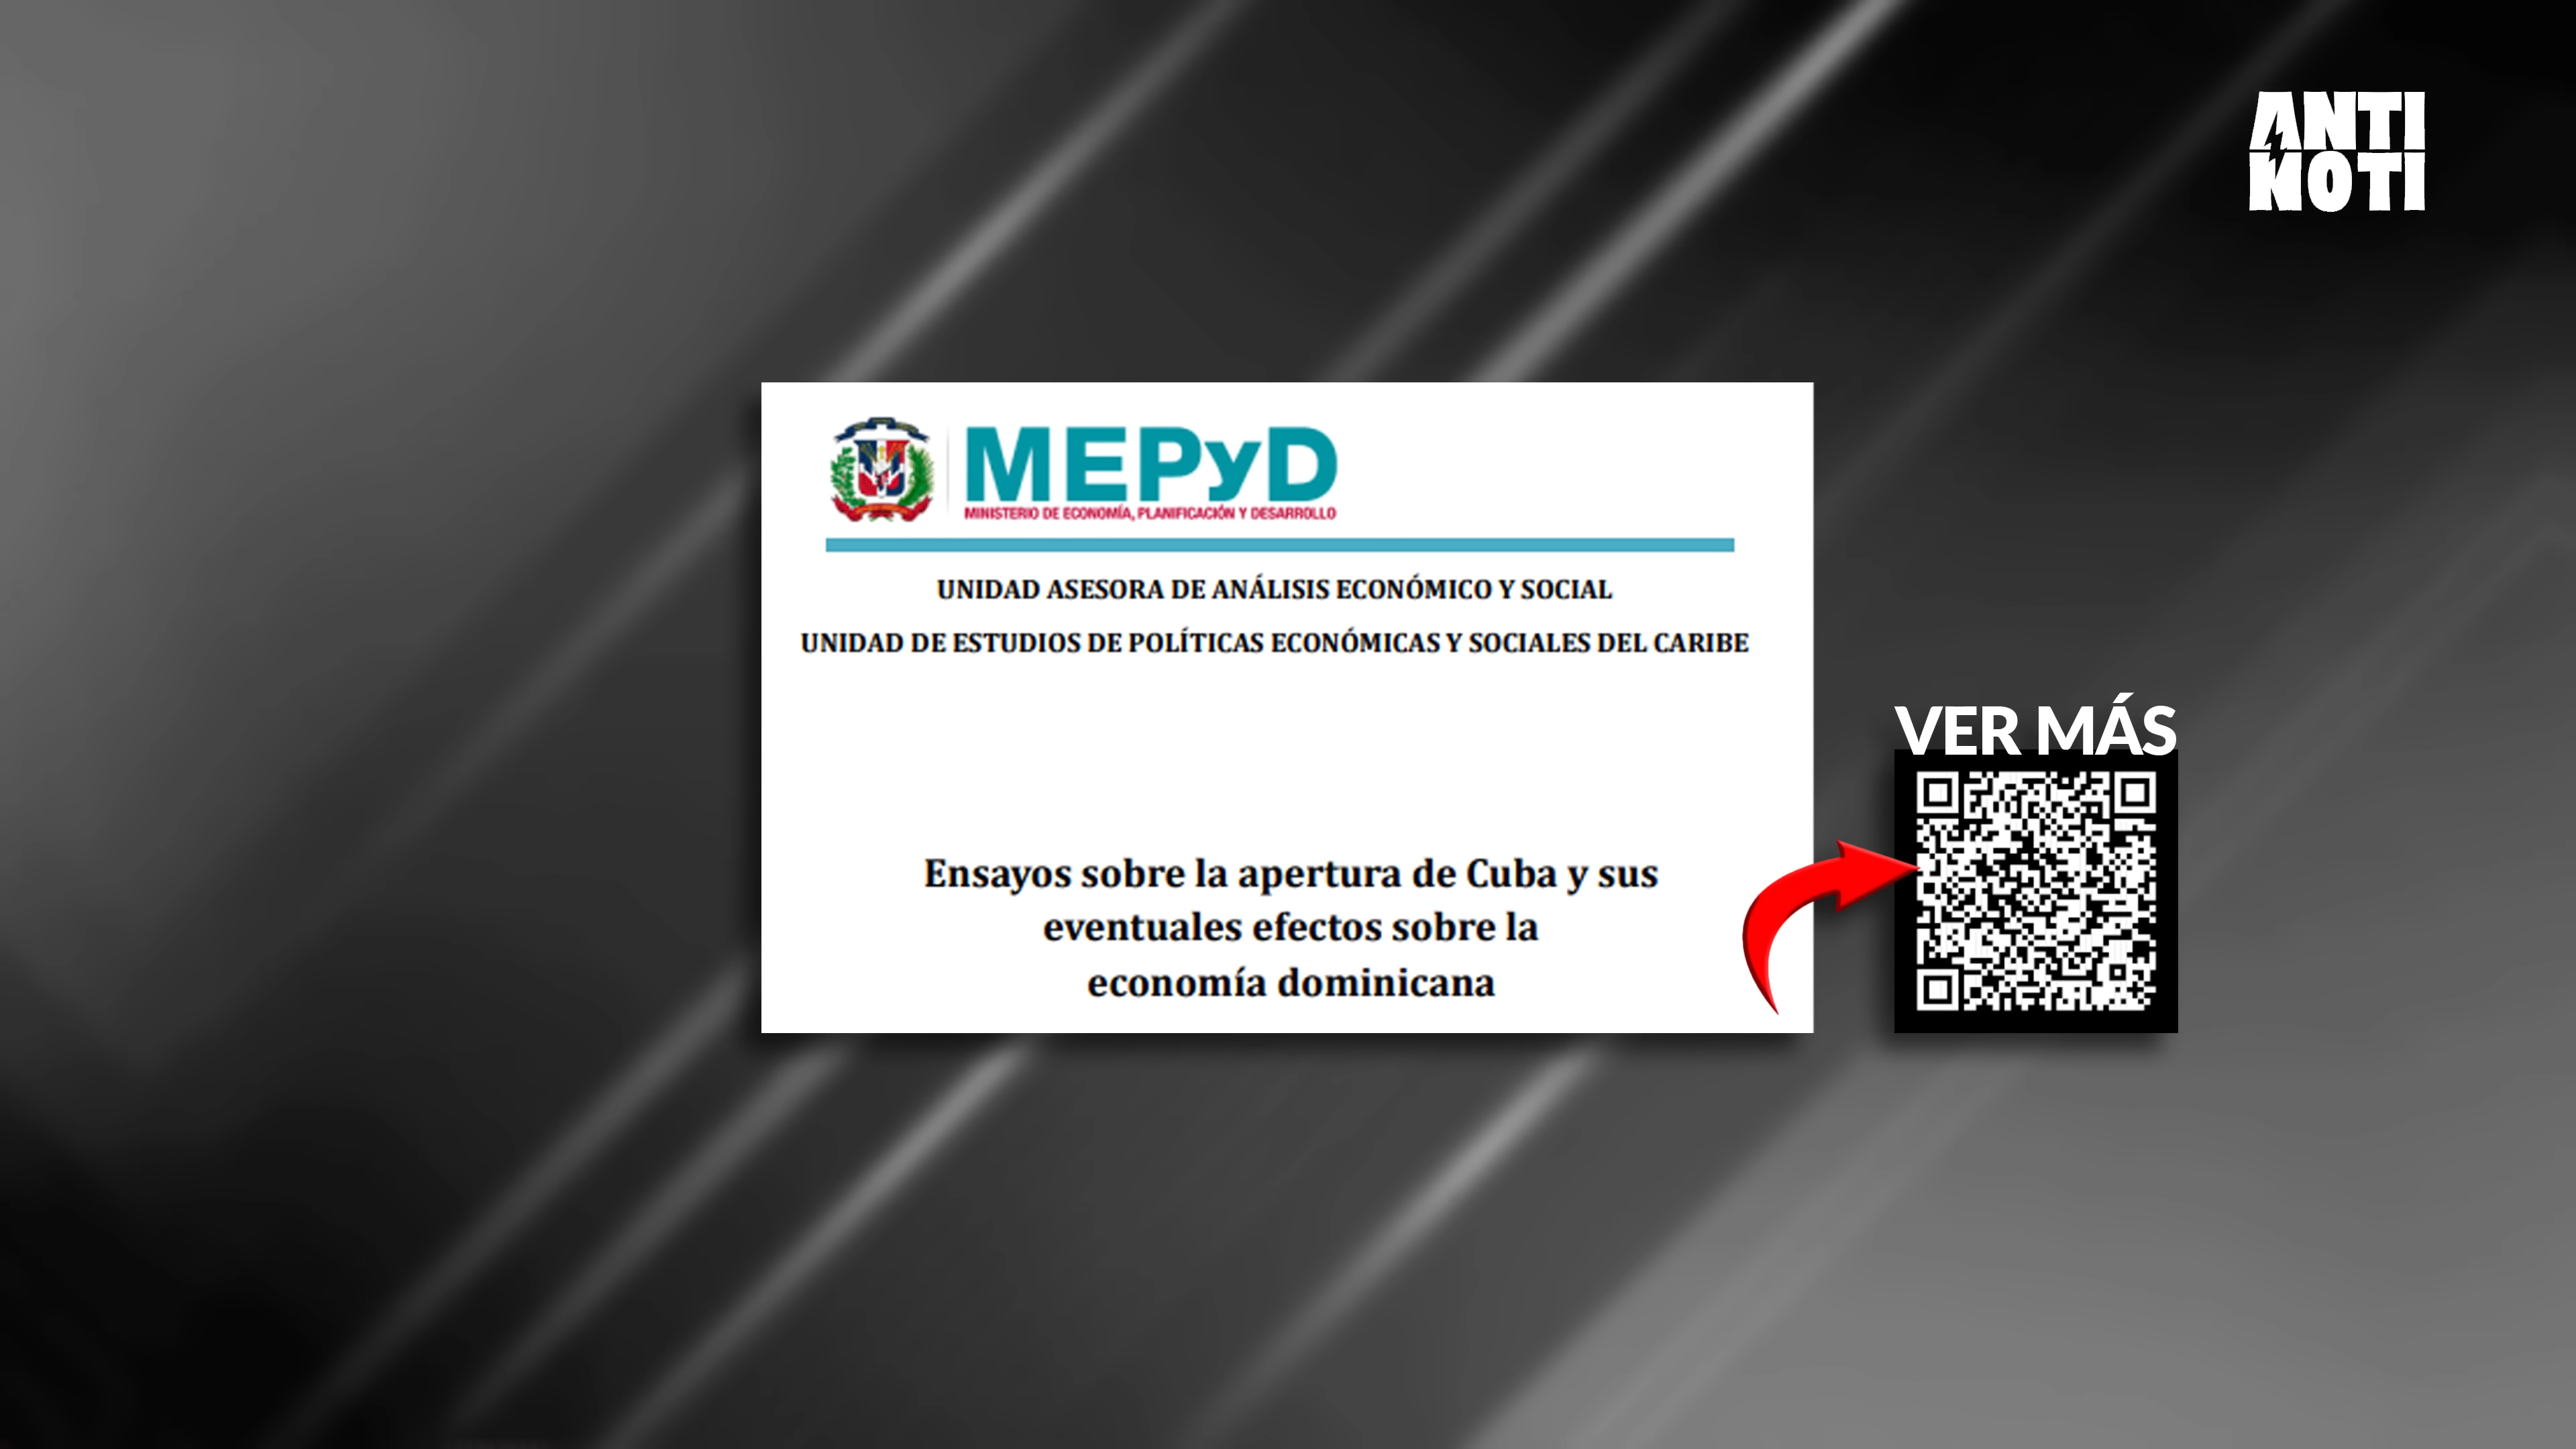 ANTI
NOTI
MEPyD
MINISTERIO DE ECONOMÍA, PLANIFICACIÓN Y DESARROLLO
UNIDAD ASESORA DE ANÁLISIS ECONÓMICO Y SOCIAL
UNIDAD DE ESTUDIOS DE POLÍTICAS ECONÓMICAS Y SOCIALES DEL CARIBE
VER MÁS
Ensayos sobre la apertura de Cuba y sus
eventuales efectos sobre la
economía dominicana